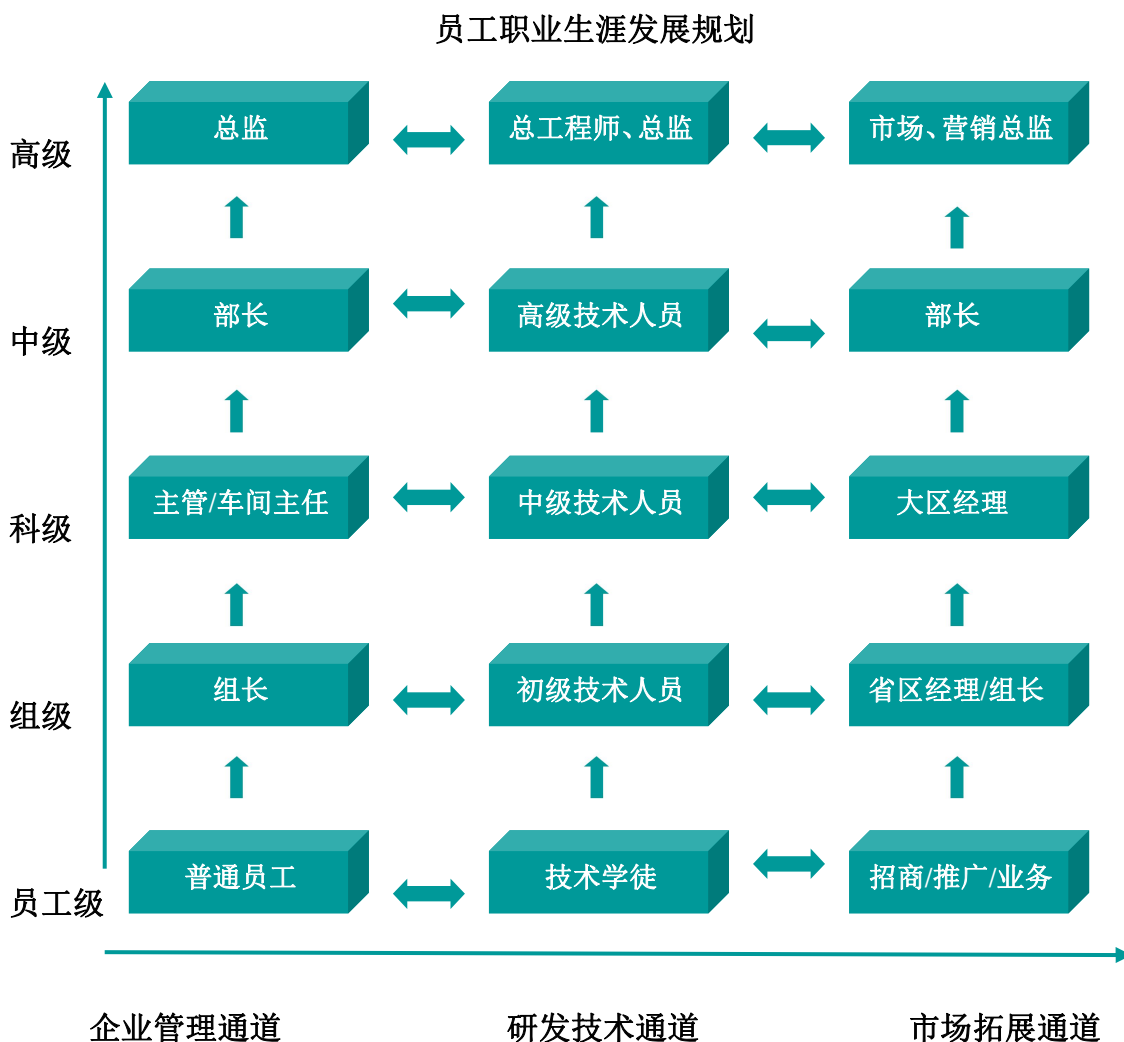 员工职业生涯发展规划
高级
总监
总工程师、总监
市场、营销总监
中级
部长
高级技术人员
部长
科级
主管/车间主任
中级技术人员
大区经理
组级
组长
初级技术人员
省区经理/组长
员工级
普通员工
技术学徒
招商/推广/业务
企业管理通道
研发技术通道
市场拓展通道